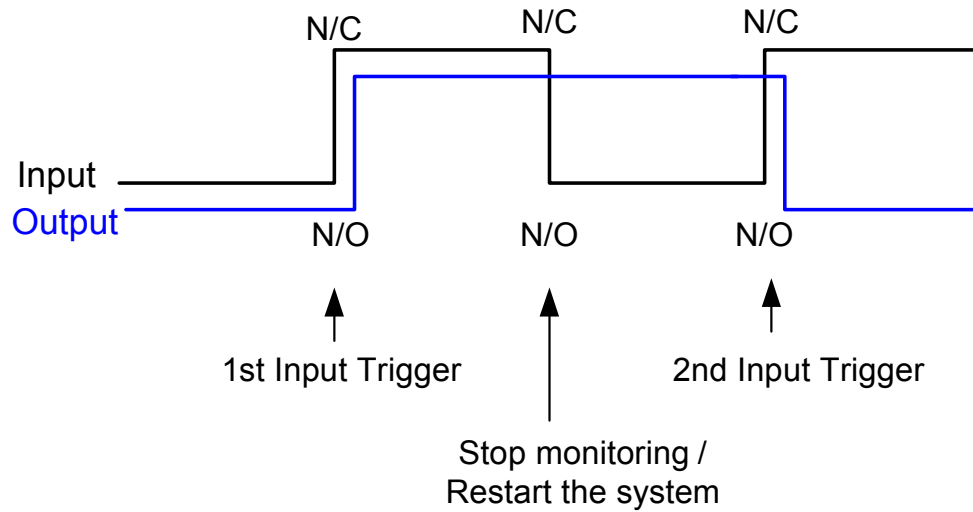 N/C N/C N/C
Input
Output
N/O N/O N/O
1st Input Trigger 2nd Input Trigger
Stop monitoring /
Restart the system